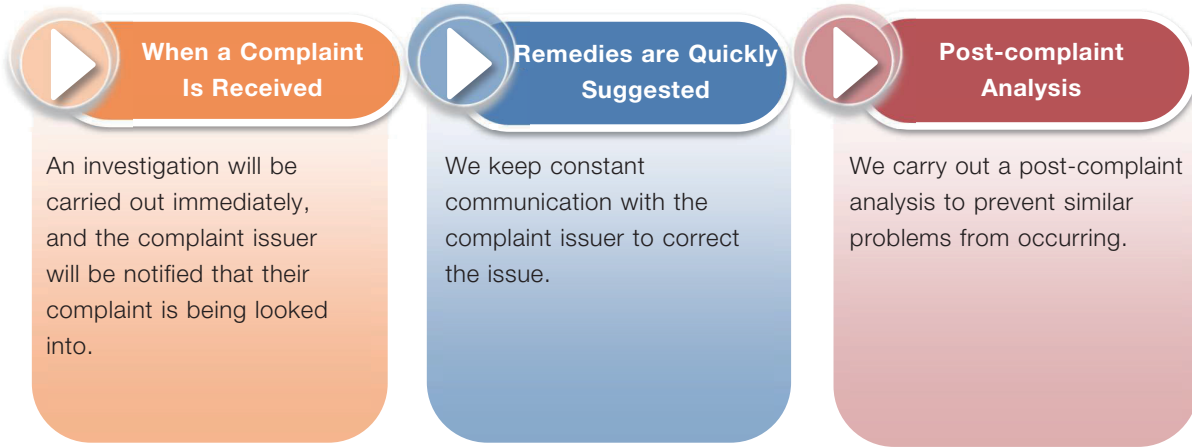 When a Complaint
Is Received
An investigation will be
carried out immediately,
and the complaint issuer
will be notified that their
complaint is being looked
into.
Remedies are Quickly
Suggested
We keep constant
communication with the
complaint issuer to correct
the issue.
Post-complaint
Analysis
We carry out a post-complaint
analysis to prevent similar
problems from occurring.